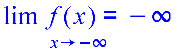 lim f(x) = −∞
x→−∞